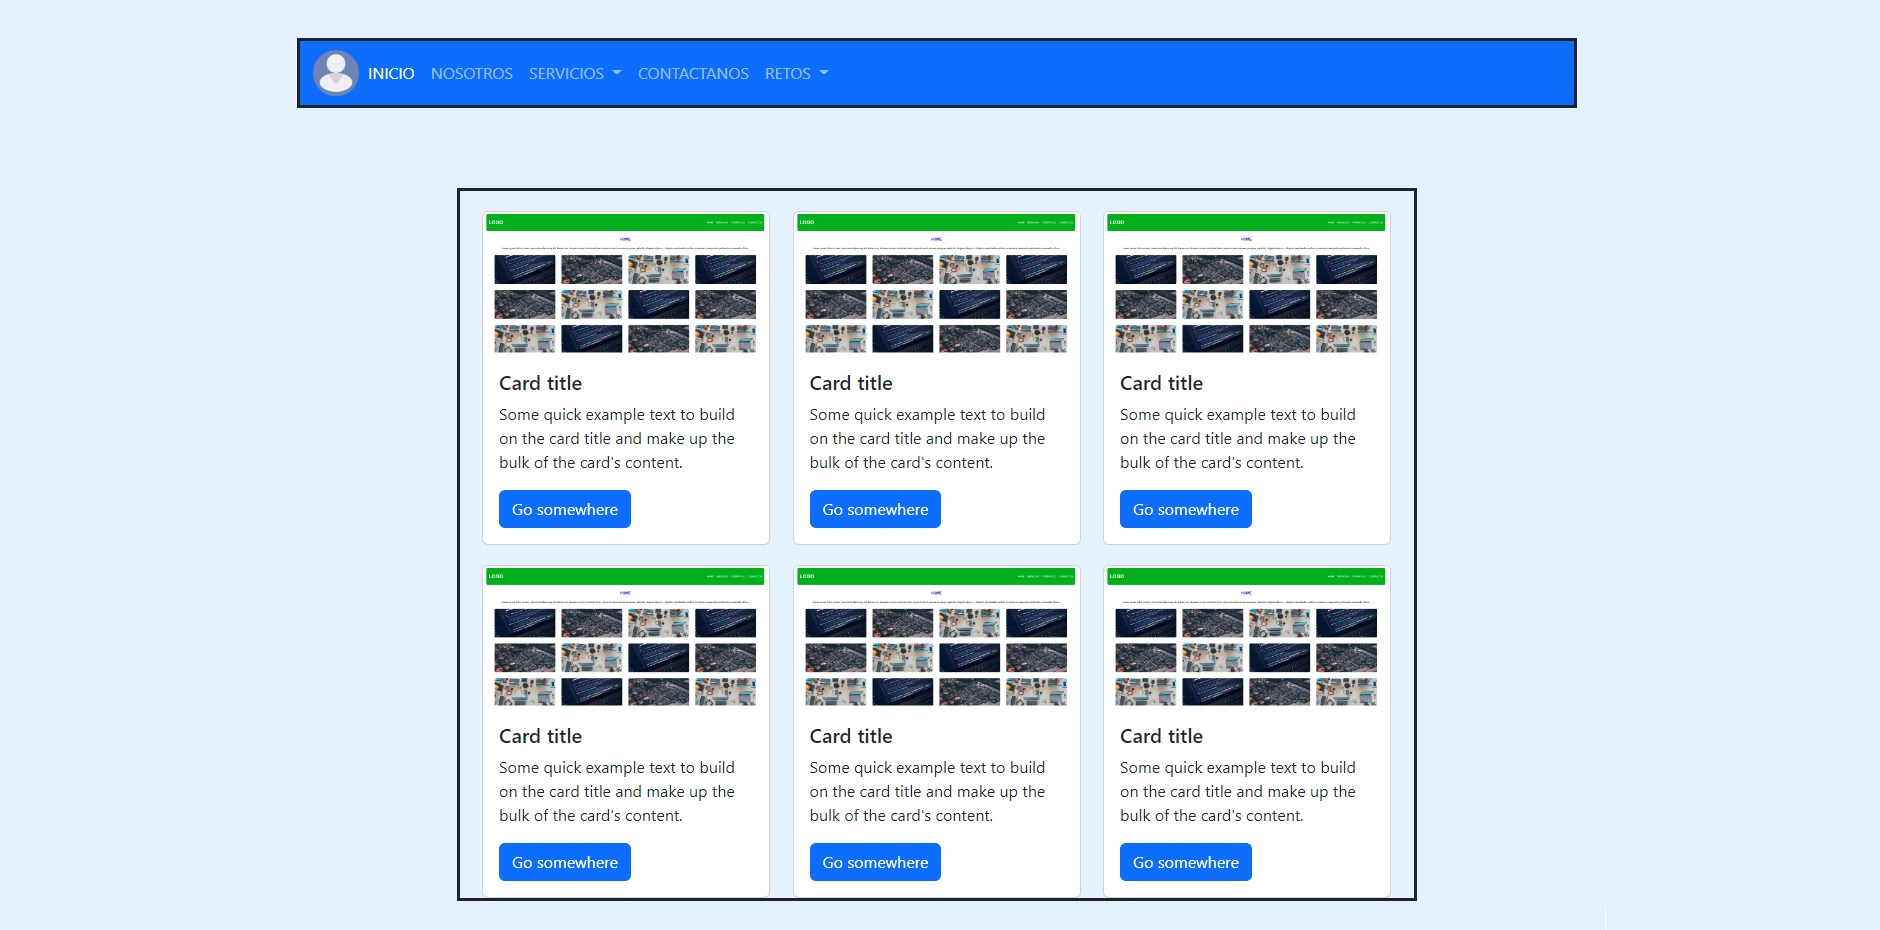 INICIO NOSOTROS SERVICIOS CONTACTANOS RETOS
LOGO
LOGO
LOGO
Card title
Some quick example text to build
on the card title and make up the
bulk of the card's content.
Go somewhere
Card title
Some quick example text to build
on the card title and make up the
bulk of the card's content.
Go somewhere
Card title
Some quick example text to build
on the card title and make up the
bulk of the card's content.
Go somewhere
LOGO
LOGO
LOGO
Card title
Some quick example text to build
on the card title and make up the
bulk of the card's content.
Go somewhere
Card title
Some quick example text to build
on the card title and make up the
bulk of the card's content.
Go somewhere
Card title
Some quick example text to build
on the card title and make up the
bulk of the card's content.
Go somewhere